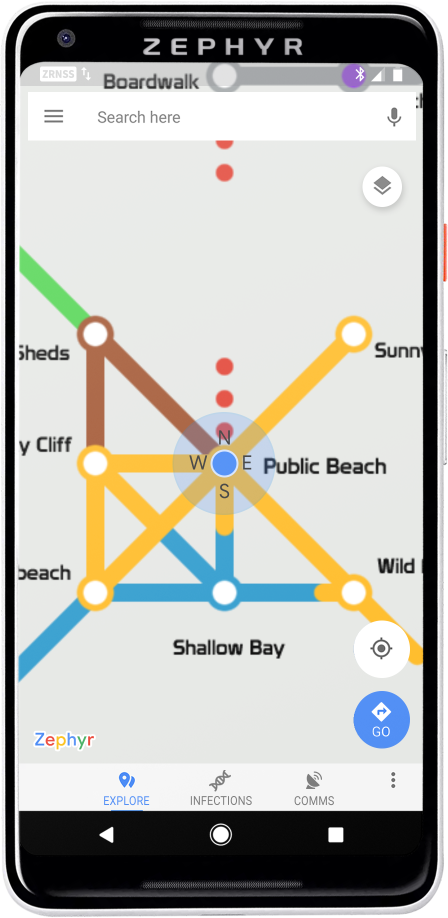 ZEPHYR
ZRNSS
Boardwalk
Search here
Sheds
Sunn
N
W E
S
y Cliff
Public Beach
beach
Wild
Shallow Bay
Zephyr
GO
EXPLORE
INFECTIONS
COMMS